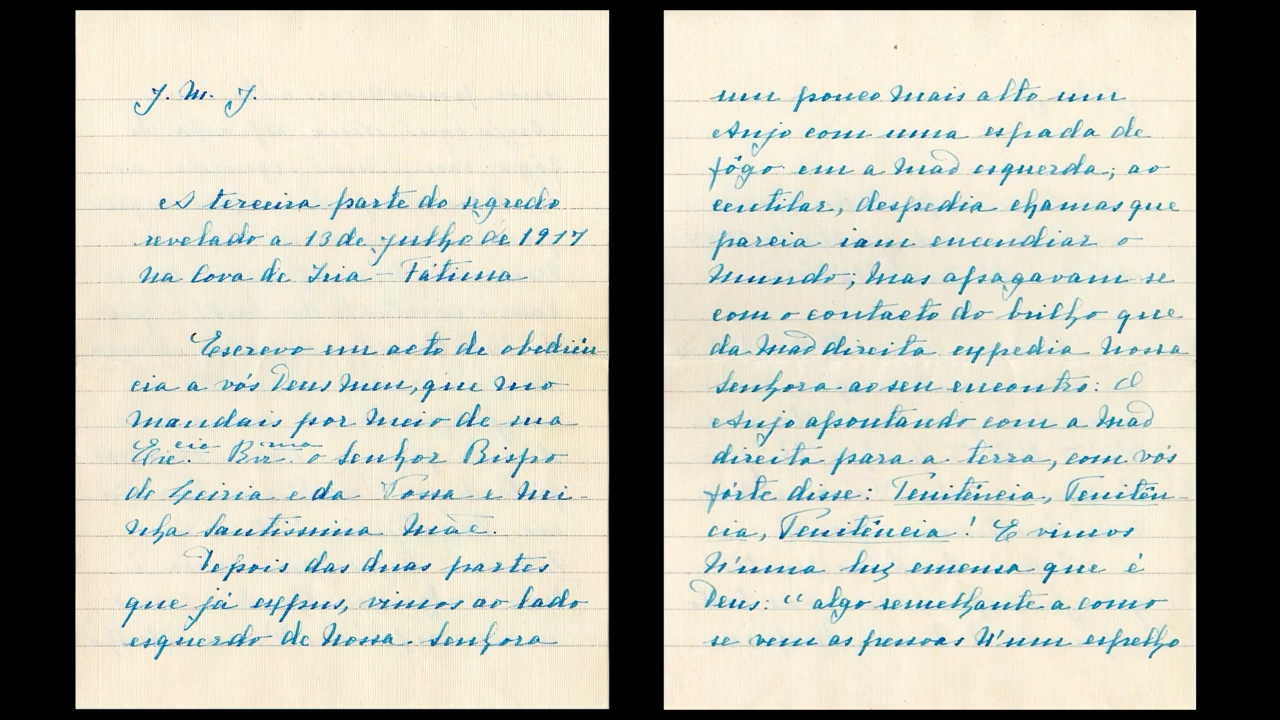 J. M. J.
A terceira parte do segredo
revelado a 13 de Julho de 1917
na Cova de Iria – Fátima
Escrevo em acto de obediên-
cia a vós Deus meu, que mo
mandais por meio de sua
Ex.cia Rev.ma o Senhor Bispo
de Leiria e da Vossa e mi-
nha Santissima Mãe.
Depois das duas partes
que já expus, vimos ao lado
esquerdo de Nossa Senhora
um pouco mais alto um
Anjo com uma espada de
fôgo em a mão esquerda; ao
centilar, despedia chamas que
parecia iam encendiar o
mundo; mas apagavam-se
com o contacto do brilho que
da mão direita expedia Nossa
Senhora ao seu encontro: O
Anjo apontando com a mão
direita para a terra, com vós
fórte disse: Penitência, Penitên-
cia, Penitência! E vimos
n'uma luz emensa que é
Deus: “algo semelhante a como
se vem as pessoas n'um espelho